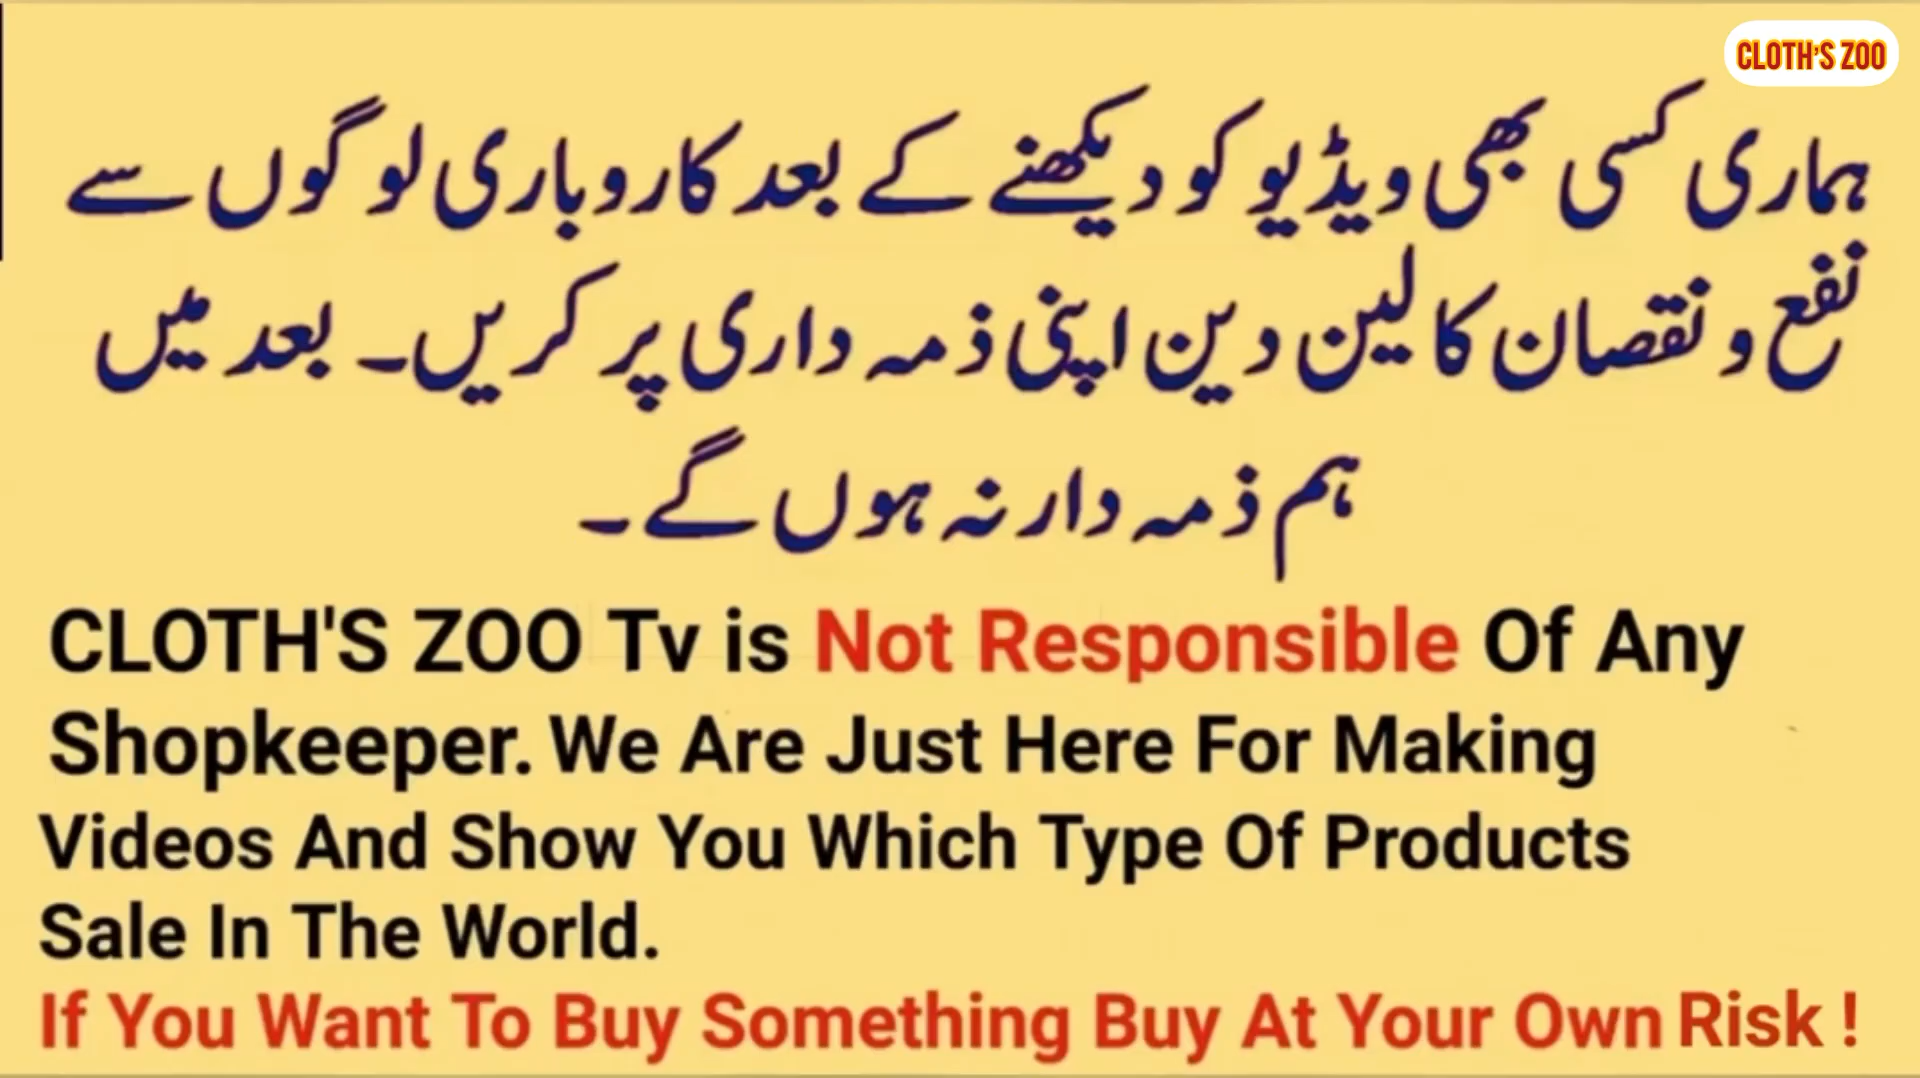 CLOTH'S ZOO
ہماری کسی بھی ویڈیو کو دیکھنے کے بعد کاروباری لوگوں سے
نفع و نقصان کا لین دین اپنی ذمہ داری پر کریں۔ بعد میں
ہم ذمہ دار نہ ہوں گے۔
CLOTH'S ZOO Tv is Not Responsible Of Any
Shopkeeper. We Are Just Here For Making
Videos And Show You Which Type Of Products
Sale In The World.
If You Want To Buy Something Buy At Your Own Risk !